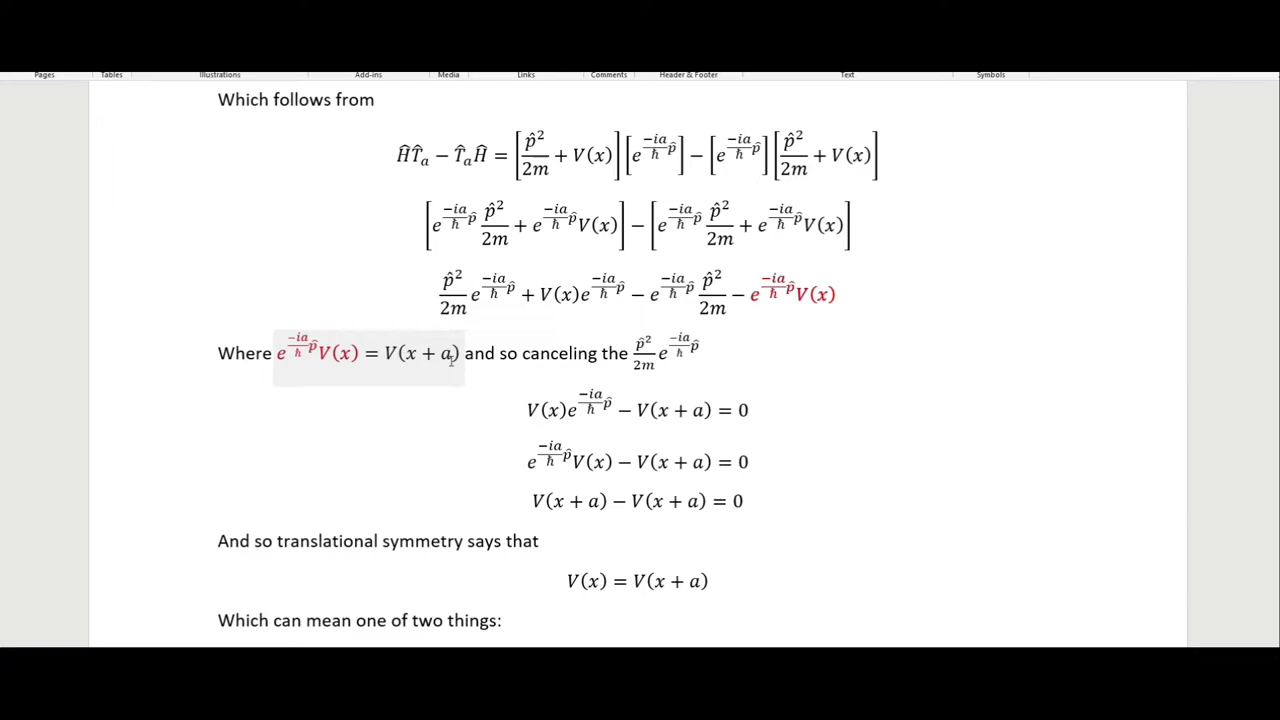 Pages Tables Illustrations Add-ins Media Links Comments Header & Footer Text Symbols
Which follows from
ĤT̂ₐ − T̂ₐĤ = [p̂²/2m + V(x)] [e^(−ia/ħ p̂)] − [e^(−ia/ħ p̂)] [p̂²/2m + V(x)]
[e^(−ia/ħ p̂) p̂²/2m + e^(−ia/ħ p̂) V(x)] − [e^(−ia/ħ p̂) p̂²/2m + e^(−ia/ħ p̂) V(x)]
p̂²/2m e^(−ia/ħ p̂) + V(x)e^(−ia/ħ p̂) − e^(−ia/ħ p̂) p̂²/2m − e^(−ia/ħ p̂) V(x)
Where e^(−ia/ħ p̂) V(x) = V(x + a) and so canceling the p̂²/2m e^(−ia/ħ p̂)
V(x)e^(−ia/ħ p̂) − V(x + a) = 0
e^(−ia/ħ p̂) V(x) − V(x + a) = 0
V(x + a) − V(x + a) = 0
And so translational symmetry says that
V(x) = V(x + a)
Which can mean one of two things: